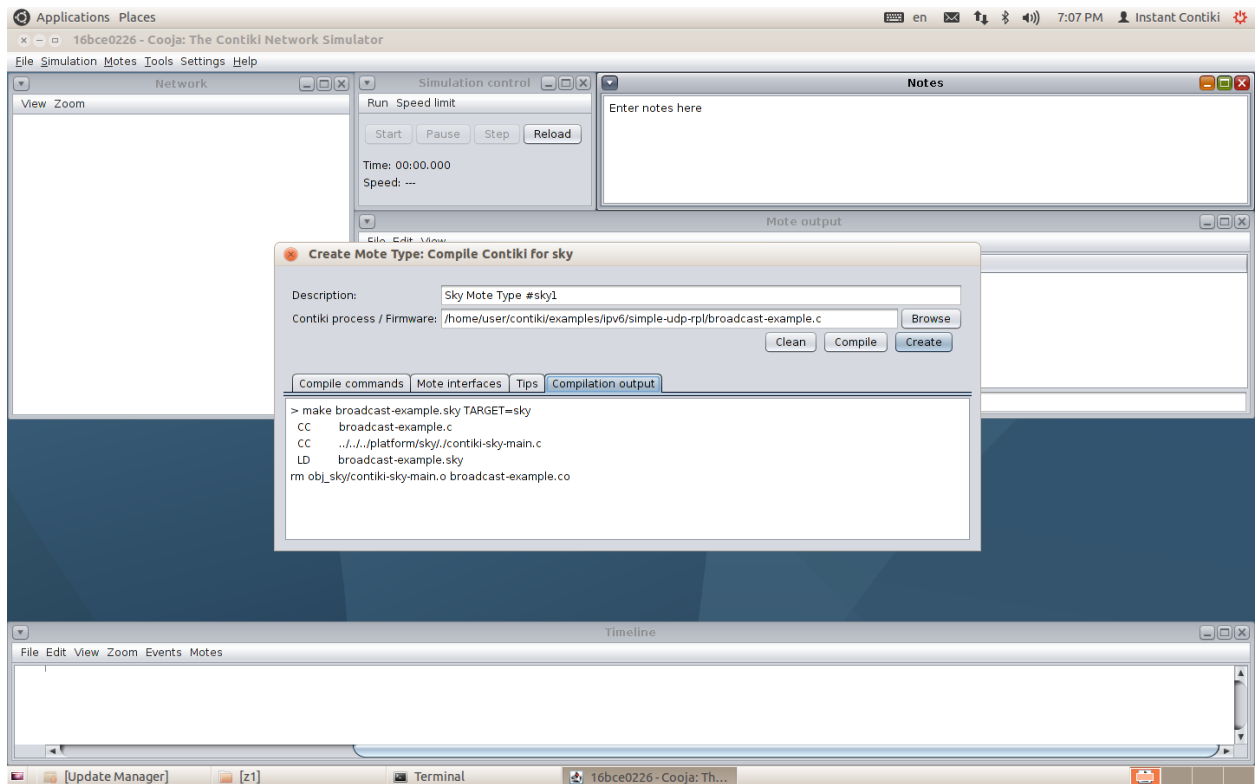 Applications Places en 7:07 PM Instant Contiki
16bce0226 - Cooja: The Contiki Network Simulator
File Simulation Motes Tools Settings Help
Network
View Zoom
Simulation control
Run Speed limit
Start Pause Step Reload
Time: 00:00.000
Speed: ---
Notes
Enter notes here
Mote output
File Edit View
Create Mote Type: Compile Contiki for sky
Description: Sky Mote Type #sky1
Contiki process / Firmware: /home/user/contiki/examples/ipv6/simple-udp-rpl/broadcast-example.c Browse
Clean Compile Create
Compile commands Mote interfaces Tips Compilation output
> make broadcast-example.sky TARGET=sky
CC broadcast-example.c
CC ../../../platform/sky/./contiki-sky-main.c
LD broadcast-example.sky
rm obj_sky/contiki-sky-main.o broadcast-example.co
Timeline
File Edit View Zoom Events Motes
[Update Manager] [z1] Terminal 16bce0226 - Cooja: Th...